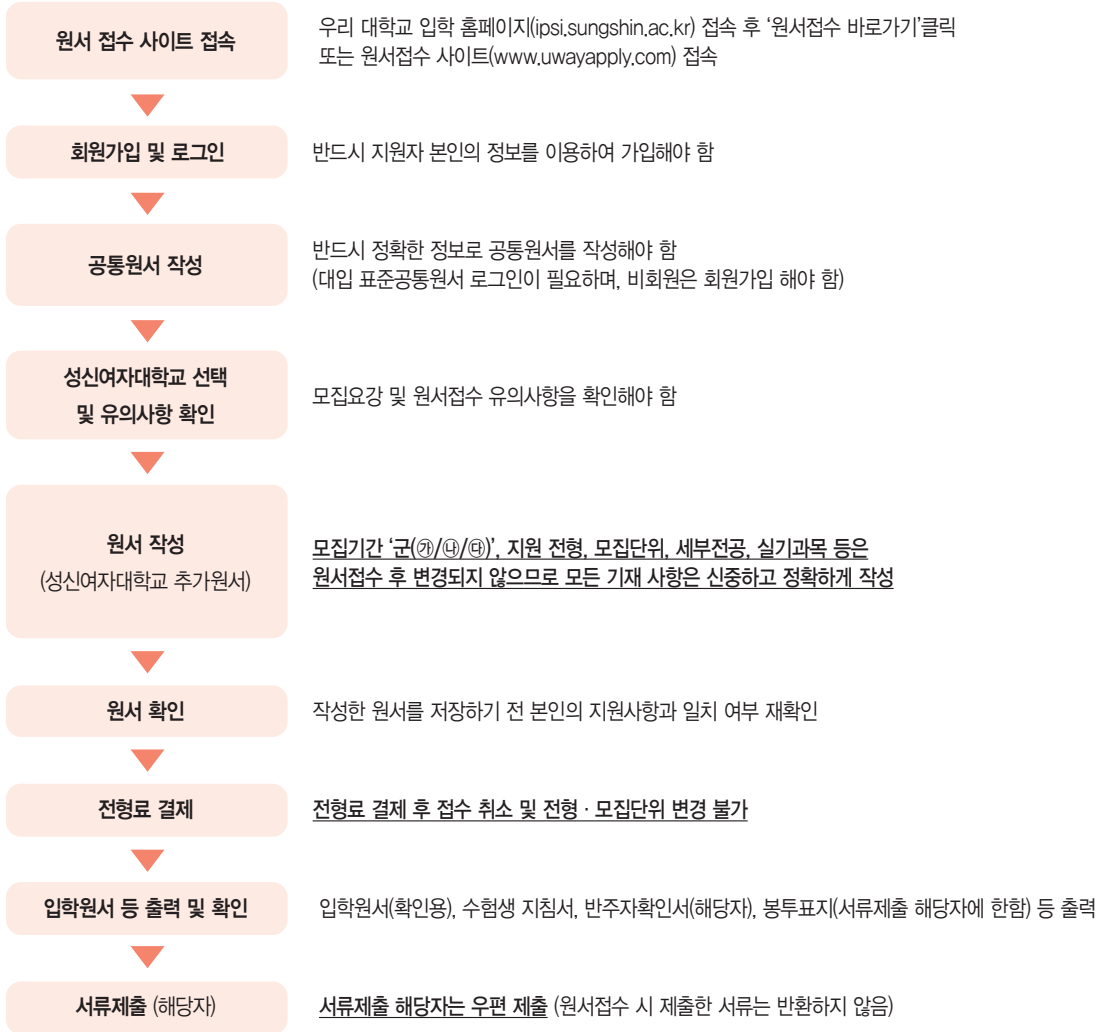 원서 접수 사이트 접속
우리 대학교 입학 홈페이지(ipsi.sungshin.ac.kr) 접속 후 ‘원서접수 바로가기’클릭
또는 원서접수 사이트(www.uwayapply.com) 접속
회원가입 및 로그인
반드시 지원자 본인의 정보를 이용하여 가입해야 함
공통원서 작성
반드시 정확한 정보로 공통원서를 작성해야 함
(대입 표준공통원서 로그인이 필요하며, 비회원은 회원가입 해야 함)
성신여자대학교 선택
및 유의사항 확인
모집요강 및 원서접수 유의사항을 확인해야 함
원서 작성
(성신여자대학교 추가원서)
모집기간 ‘군(㉮/㉯/㉰)’, 지원 전형, 모집단위, 세부전공, 실기과목 등은
원서접수 후 변경되지 않으므로 모든 기재 사항은 신중하고 정확하게 작성
원서 확인
작성한 원서를 저장하기 전 본인의 지원사항과 일치 여부 재확인
전형료 결제
전형료 결제 후 접수 취소 및 전형 · 모집단위 변경 불가
입학원서 등 출력 및 확인
입학원서(확인용), 수험생 지침서, 반주자확인서(해당자), 봉투표지(서류제출 해당자에 한함) 등 출력
서류제출 (해당자)
서류제출 해당자는 우편 제출 (원서접수 시 제출한 서류는 반환하지 않음)